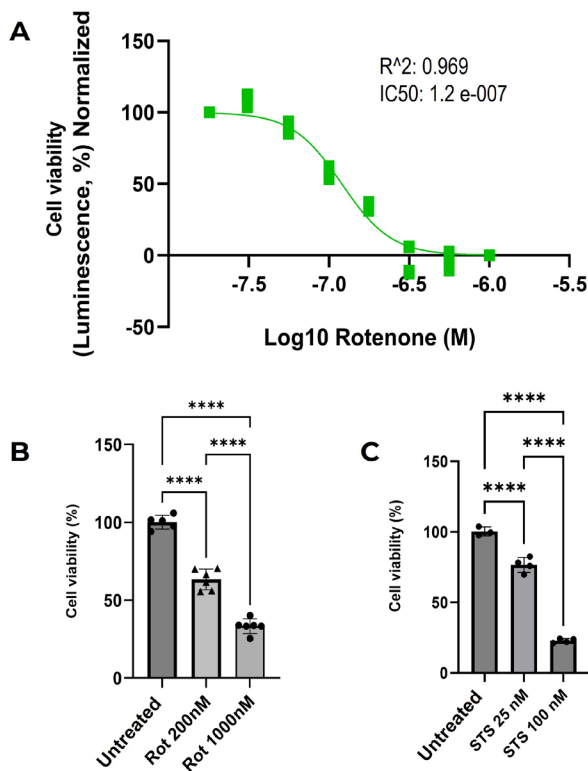 A
R^2: 0.969
IC50: 1.2 e-007
Cell viability
(Luminescence, %) Normalized
150
100
50
0
-50
-7.5
-7.0
-6.5
-6.0
-5.5
Log10 Rotenone (M)
B
****
****
****
Cell viability (%)
150
100
50
0
Untreated
Rot 200nM
Rot 1000nM
C
****
****
****
Cell viability (%)
150
100
50
0
Untreated
STS 25 nM
STS 100 nM